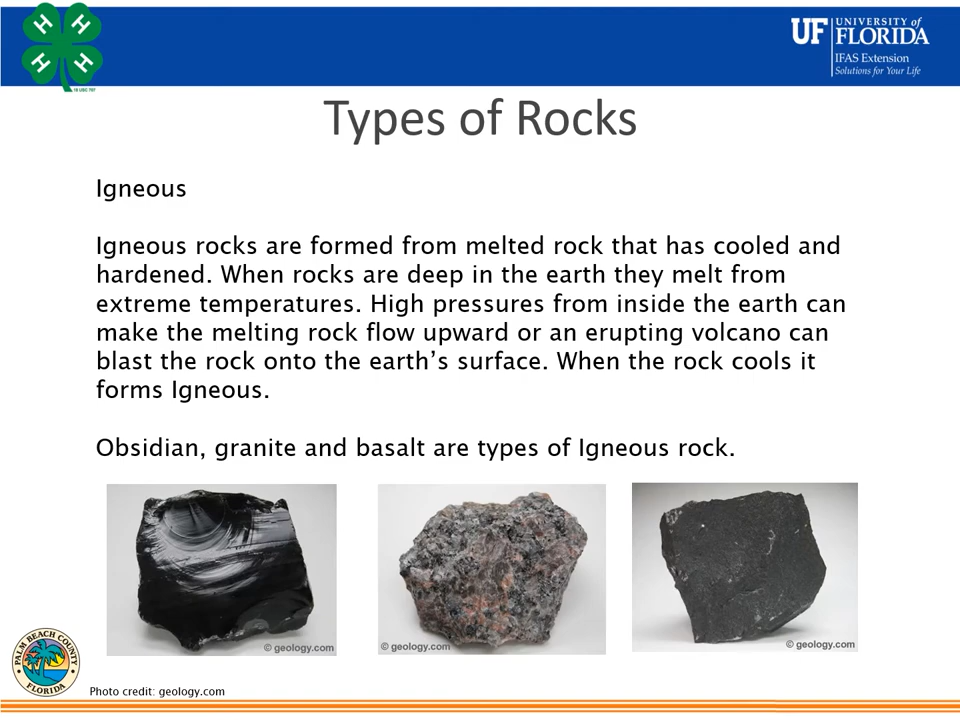 H H H H
18 USC 707
UF UNIVERSITY of FLORIDA
IFAS Extension
Solutions for Your Life
Types of Rocks
Igneous
Igneous rocks are formed from melted rock that has cooled and
hardened. When rocks are deep in the earth they melt from
extreme temperatures. High pressures from inside the earth can
make the melting rock flow upward or an erupting volcano can
blast the rock onto the earth’s surface. When the rock cools it
forms Igneous.
Obsidian, granite and basalt are types of Igneous rock.
© geology.com
© geology.com
© geology.com
PALM BEACH COUNTY
FLORIDA
Photo credit: geology.com